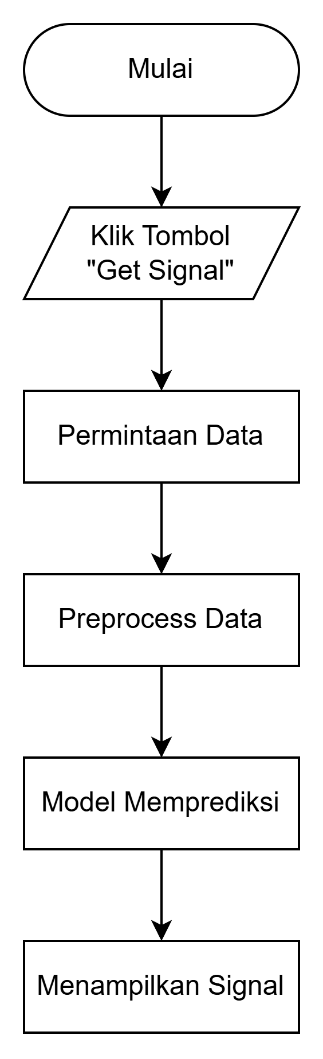 Mulai
Klik Tombol
"Get Signal"
Permintaan Data
Preprocess Data
Model Memprediksi
Menampilkan Signal